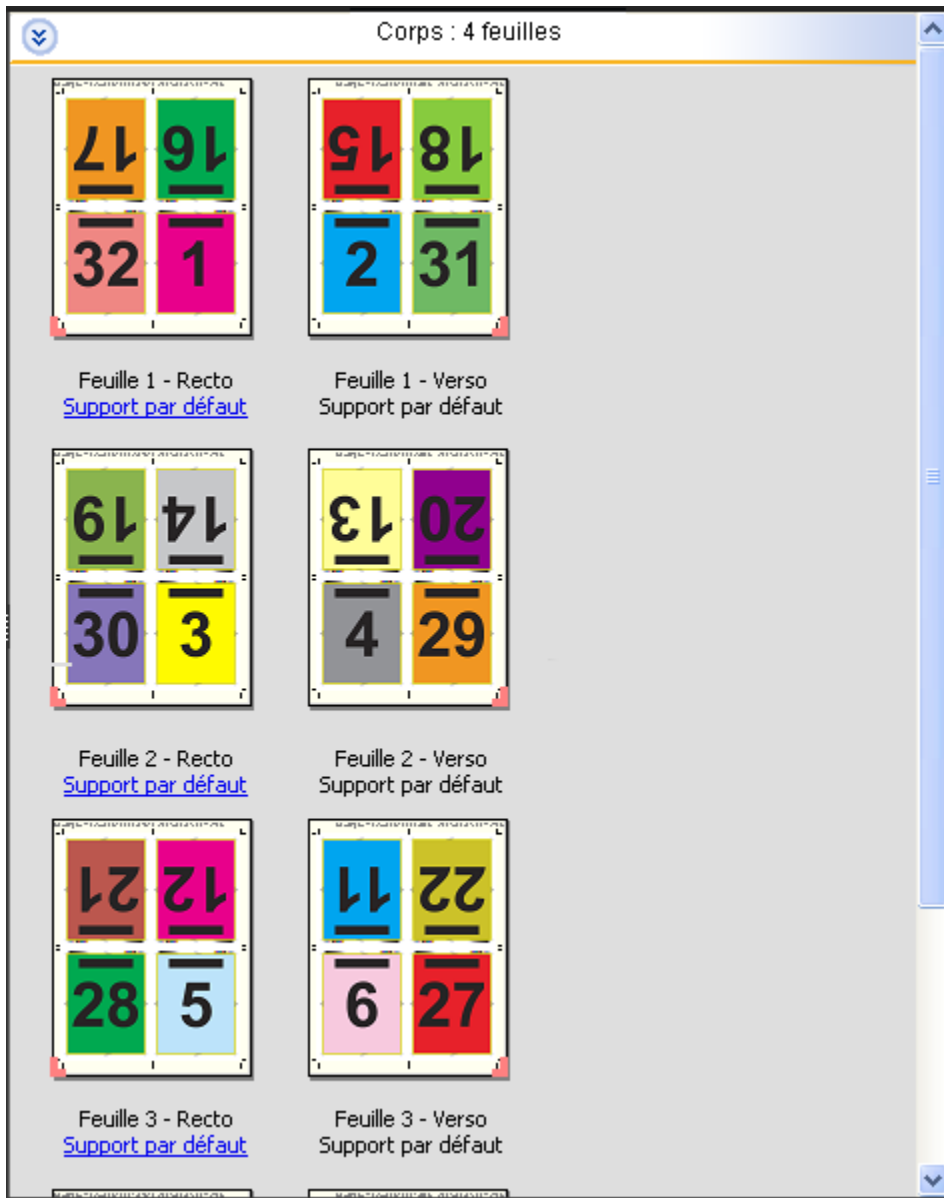 Corps : 4 feuilles
17 16
32 1
15 18
2 31
Feuille 1 - Recto
Support par défaut
Feuille 1 - Verso
Support par défaut
19 14
30 3
13 20
4 29
Feuille 2 - Recto
Support par défaut
Feuille 2 - Verso
Support par défaut
21 12
28 5
11 22
6 27
Feuille 3 - Recto
Support par défaut
Feuille 3 - Verso
Support par défaut